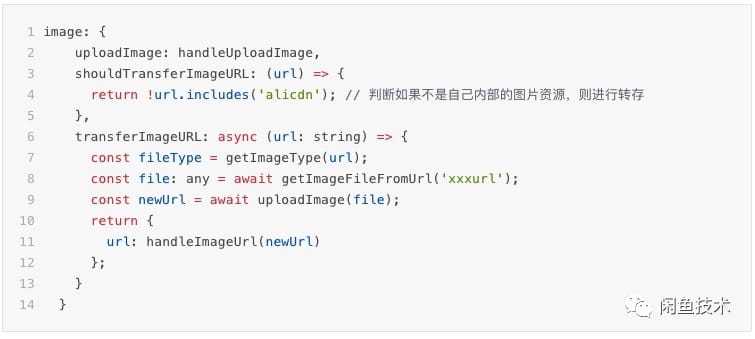 1 image: {
2     uploadImage: handleUploadImage,
3     shouldTransferImageURL: (url) => {
4       return !url.includes('alicdn'); // 判断如果不是自己内部的图片资源，则进行转存
5     },
6     transferImageURL: async (url: string) => {
7       const fileType = getImageType(url);
8       const file: any = await getImageFileFromUrl('xxxurl');
9       const newUrl = await uploadImage(file);
10       return {
11         url: handleImageUrl(newUrl)
12       };
13     }
14   }
闲鱼技术